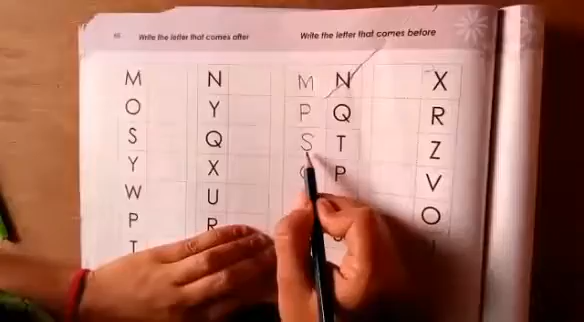 Write the letter that comes after
Write the letter that comes before
M N M N X
O Y P Q R
S Q S T Z
Y X P V
W U O
P R
T